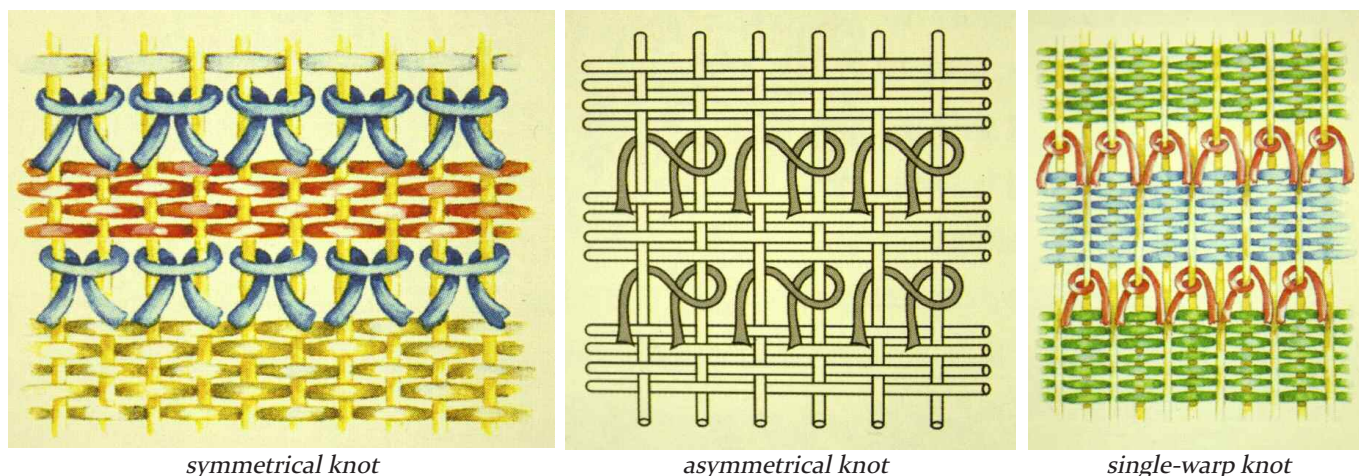 symmetrical knot
asymmetrical knot
single-warp knot